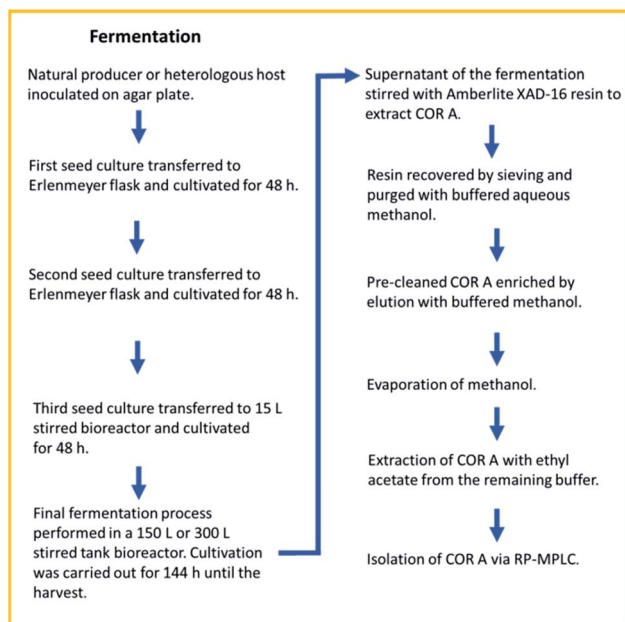 Fermentation
Natural producer or heterologous host
inoculated on agar plate.
First seed culture transferred to
Erlenmeyer flask and cultivated for 48 h.
Second seed culture transferred to
Erlenmeyer flask and cultivated for 48 h.
Third seed culture transferred to 15 L
stirred bioreactor and cultivated
for 48 h.
Final fermentation process
performed in a 150 L or 300 L
stirred tank bioreactor. Cultivation
was carried out for 144 h until the
harvest.
Supernatant of the fermentation
stirred with Amberlite XAD-16 resin to
extract COR A.
Resin recovered by sieving and
purged with buffered aqueous
methanol.
Pre-cleaned COR A enriched by
elution with buffered methanol.
Evaporation of methanol.
Extraction of COR A with ethyl
acetate from the remaining buffer.
Isolation of COR A via RP-MPLC.